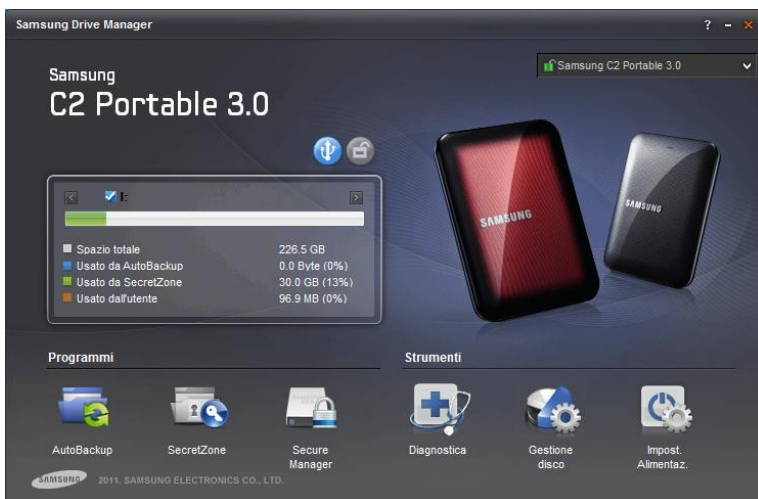 Samsung Drive Manager
? - ×
Samsung C2 Portable 3.0
Samsung
C2 Portable 3.0
I:
Spazio totale 226.5 GB
Usato da AutoBackup 0.0 Byte (0%)
Usato da SecretZone 30.0 GB (13%)
Usato dall'utente 96.9 MB (0%)
SAMSUNG
SAMSUNG
Programmi
Strumenti
AutoBackup
SecretZone
Secure
Manager
Diagnostica
Gestione
disco
Impost.
Alimentaz.
SAMSUNG 2011. SAMSUNG ELECTRONICS CO., LTD.